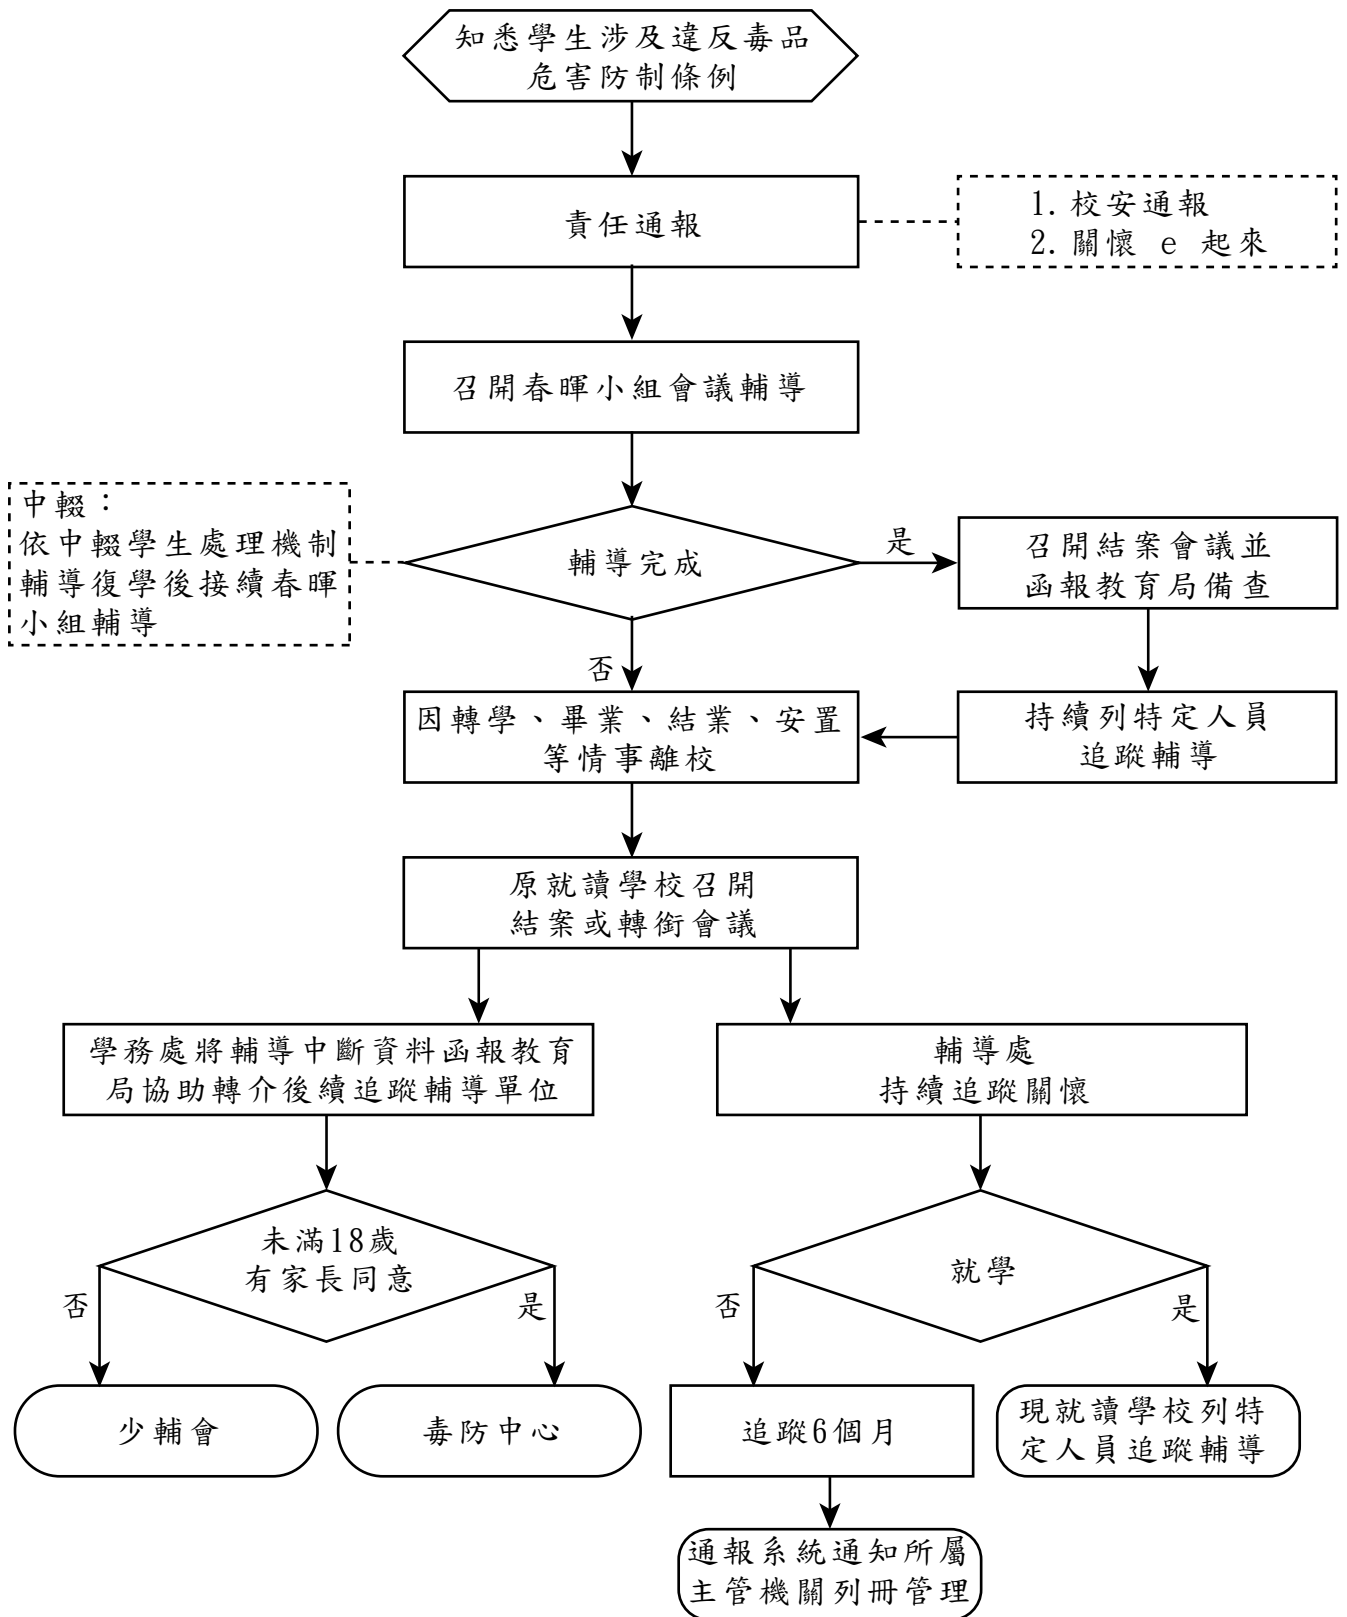 知悉學生涉及違反毒品
危害防制條例
責任通報
1. 校安通報
2. 關懷 e 起來
召開春暉小組會議輔導
中輟：
依中輟學生處理機制
輔導復學後接續春暉
小組輔導
輔導完成
是
召開結案會議並
函報教育局備查
否
因轉學、畢業、結業、安置
等情事離校
持續列特定人員
追蹤輔導
原就讀學校召開
結案或轉銜會議
學務處將輔導中斷資料函報教育
局協助轉介後續追蹤輔導單位
輔導處
持續追蹤關懷
未滿18歲
有家長同意
否
是
就學
否
是
少輔會
毒防中心
追蹤6個月
現就讀學校列特
定人員追蹤輔導
通報系統通知所屬
主管機關列冊管理